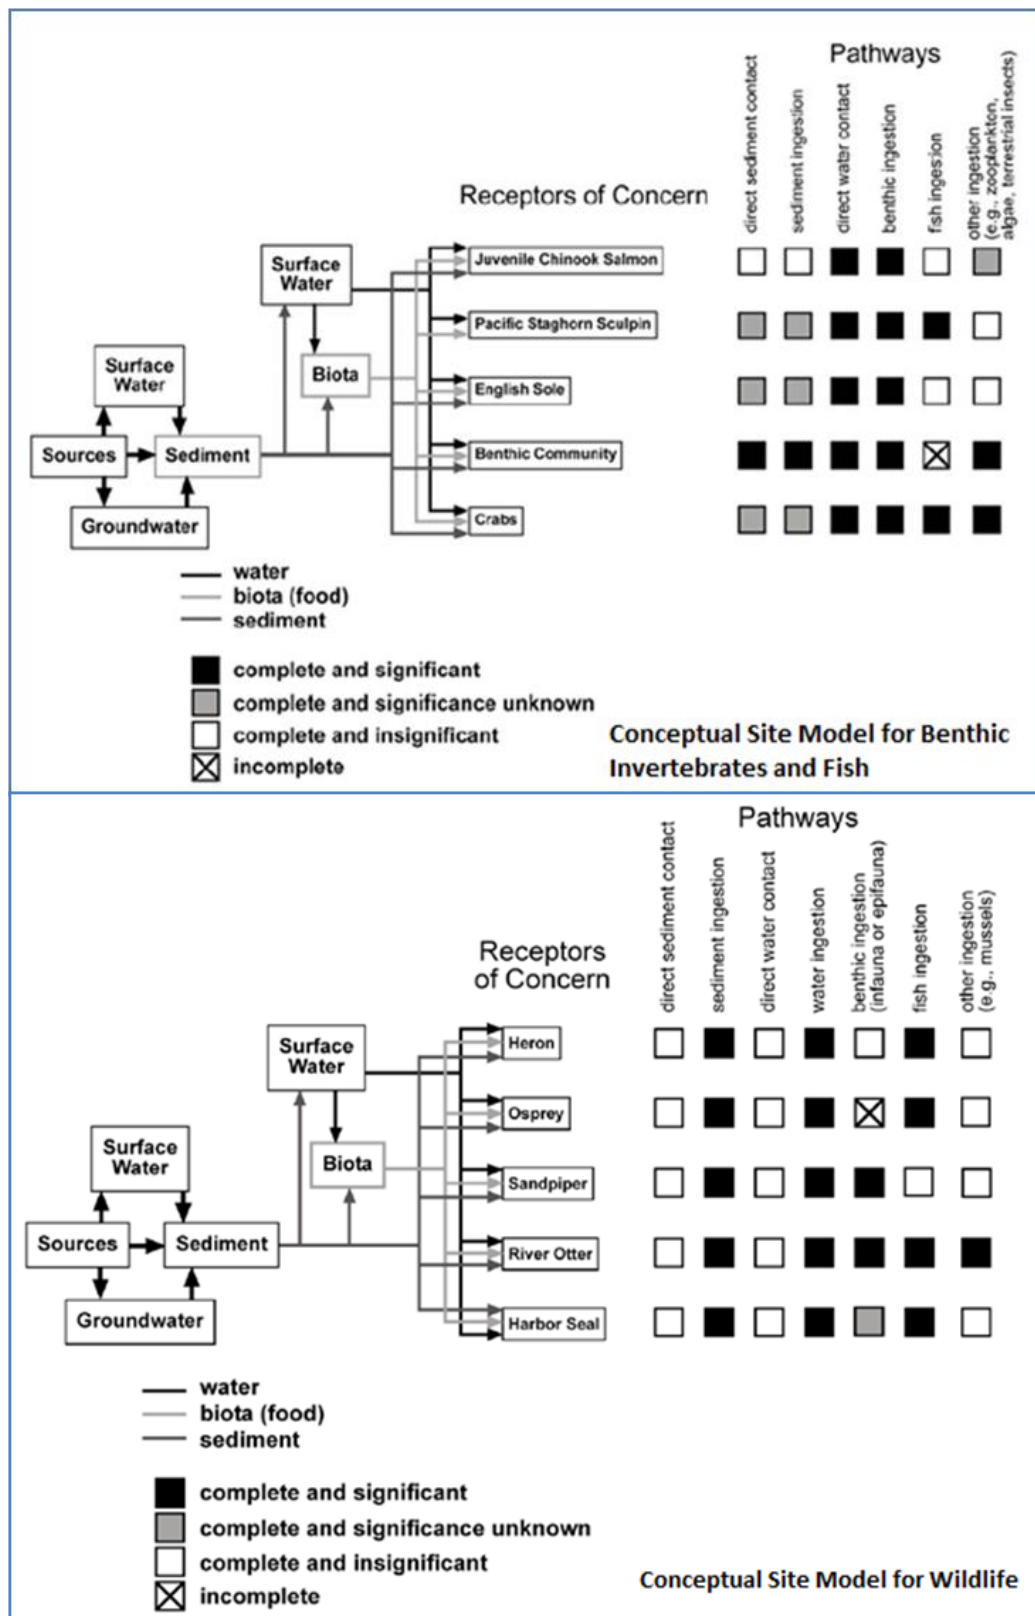 Pathways
direct sediment contact
sediment ingestion
direct water contact
benthic ingestion
fish ingestion
other ingestion
(e.g., zooplankton,
algae, terrestrial insects)
Receptors of Concern
Surface
Water
Juvenile Chinook Salmon
Pacific Staghorn Sculpin
Biota
Surface
Water
English Sole
Sources
Sediment
Benthic Community
Groundwater
Crabs
water
biota (food)
sediment
complete and significant
complete and significance unknown
complete and insignificant
incomplete
Conceptual Site Model for Benthic
Invertebrates and Fish
Pathways
direct sediment contact
sediment ingestion
direct water contact
water ingestion
benthic ingestion
(infauna or epifauna)
fish ingestion
other ingestion
(e.g., mussels)
Receptors
of Concern
Surface
Water
Heron
Osprey
Biota
Surface
Water
Sandpiper
Sources
Sediment
River Otter
Groundwater
Harbor Seal
water
biota (food)
sediment
complete and significant
complete and significance unknown
complete and insignificant
incomplete
Conceptual Site Model for Wildlife